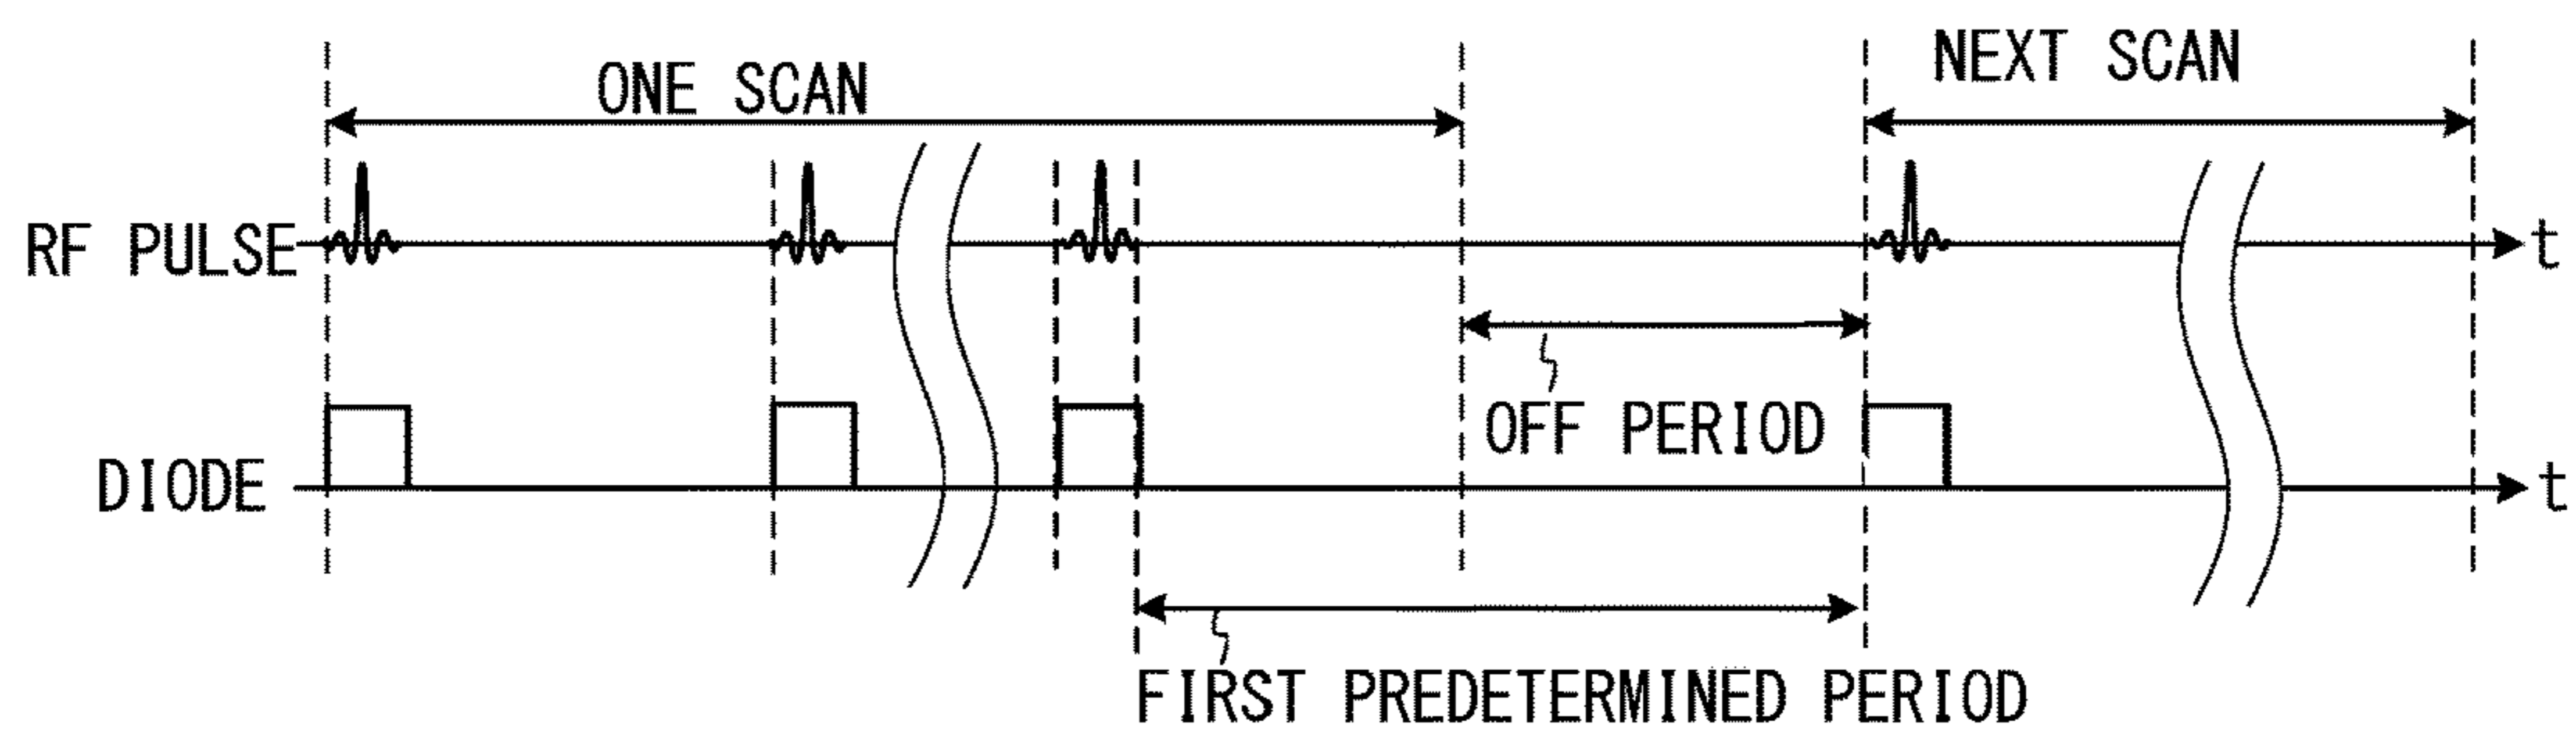 NEXT SCAN
ONE SCAN
RF PULSE
t
OFF PERIOD
DIODE
t
FIRST PREDETERMINED PERIOD